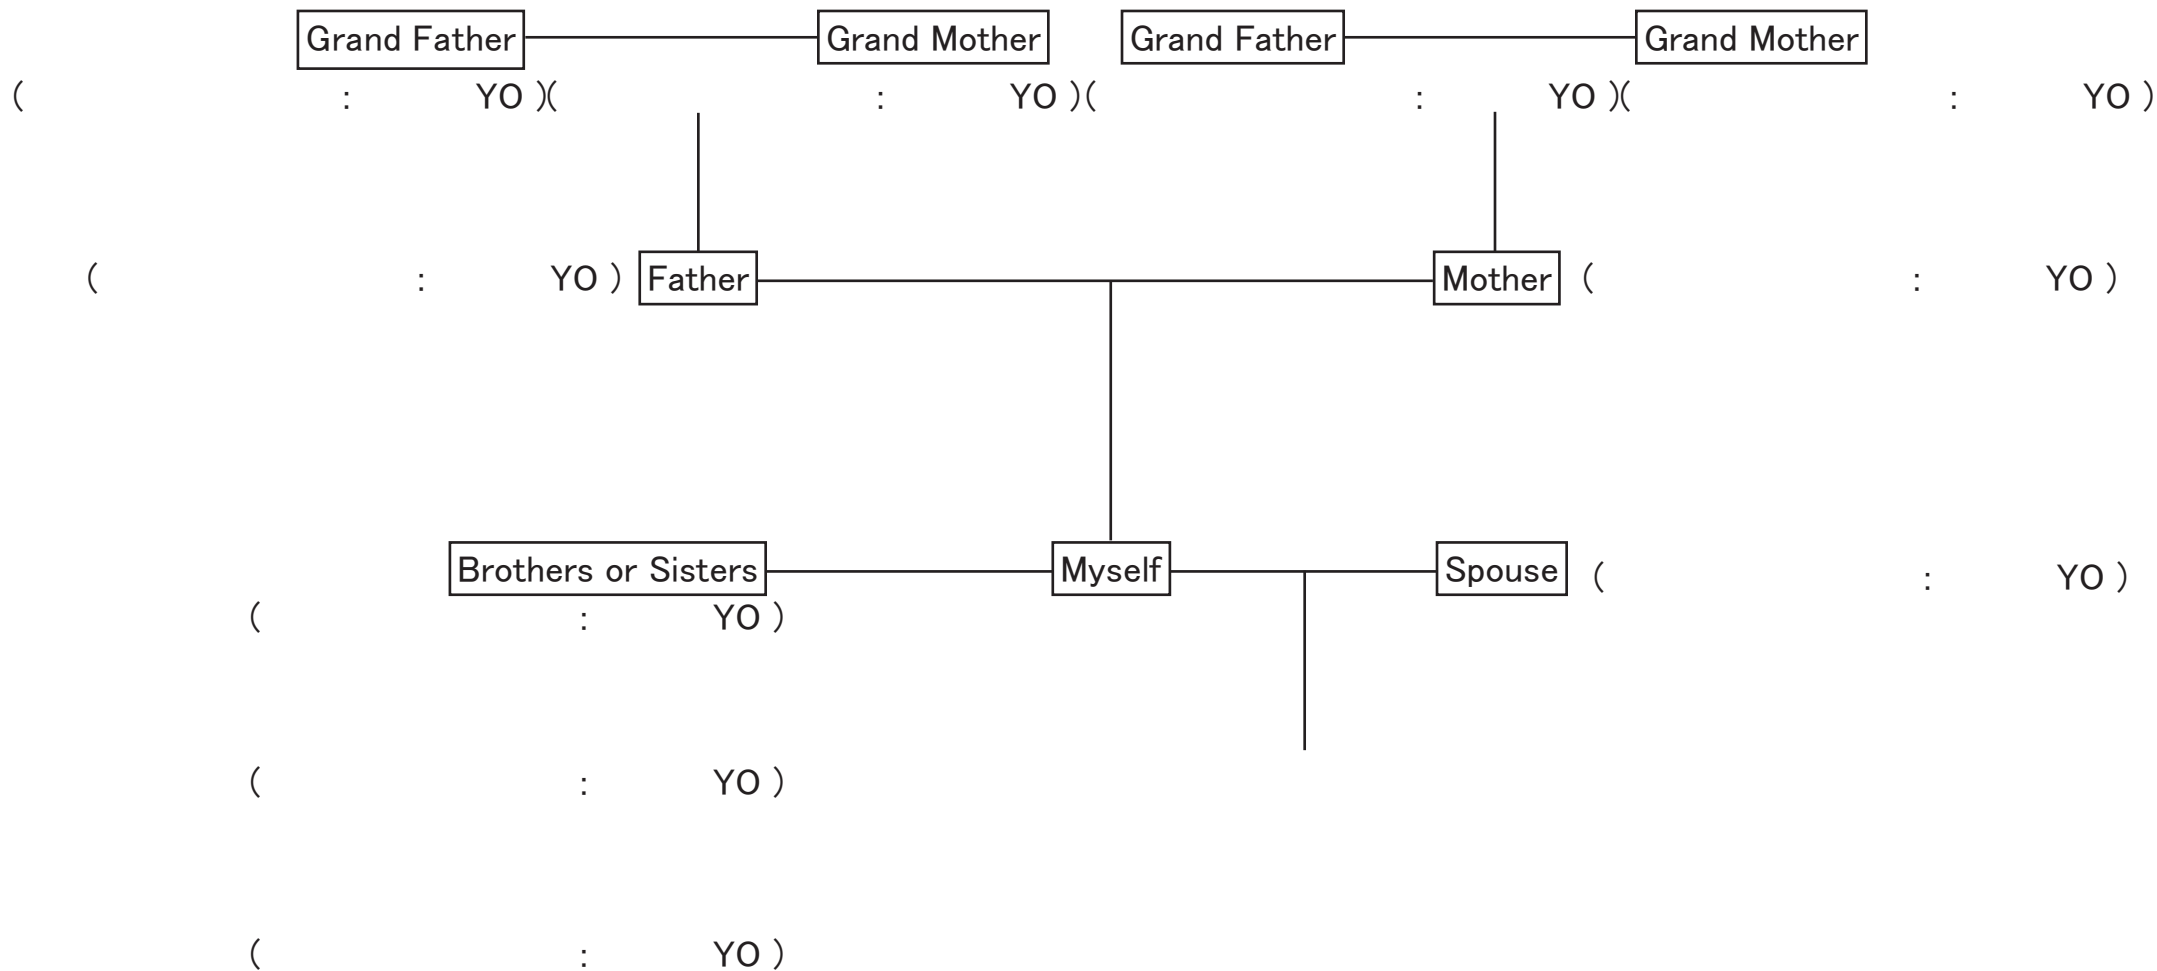 Grand Father Grand Mother Grand Father Grand Mother
( : YO )( : YO )( : YO )( : YO )
( : YO ) Father Mother ( : YO )
Brothers or Sisters Myself Spouse ( : YO )
( : YO )
( : YO )
( : YO )